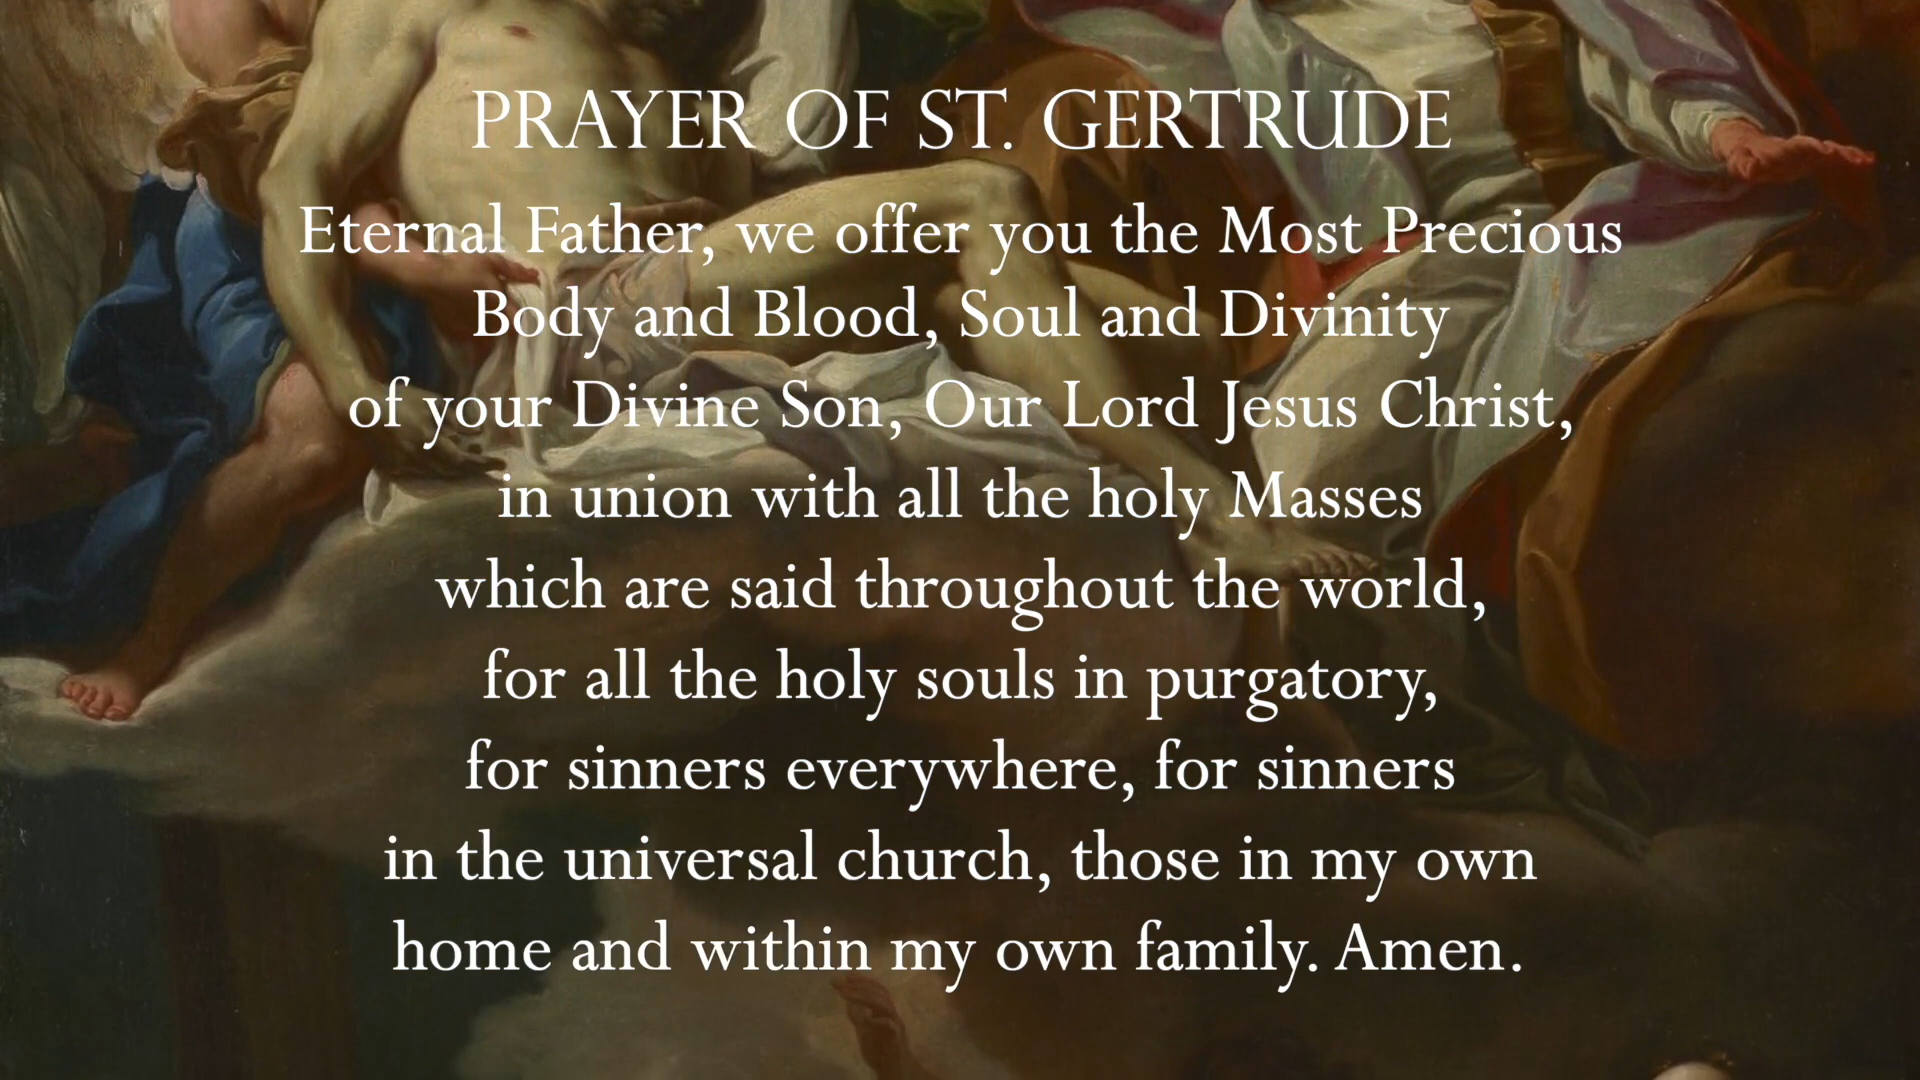 PRAYER OF ST. GERTRUDE
Eternal Father, we offer you the Most Precious
Body and Blood, Soul and Divinity
of your Divine Son, Our Lord Jesus Christ,
in union with all the holy Masses
which are said throughout the world,
for all the holy souls in purgatory,
for sinners everywhere, for sinners
in the universal church, those in my own
home and within my own family. Amen.